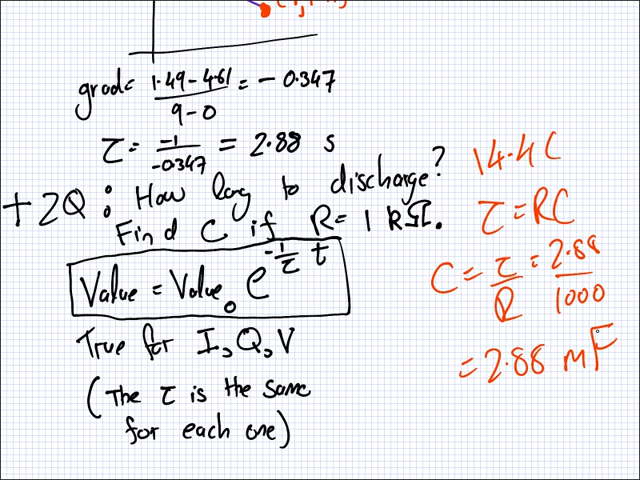 grad = 1.49 - 4.61 / 9 - 0 = - 0.347
τ = -1 / -0.347 = 2.88 s
+ 2Q : How long to discharge?
Find C if R = 1 kΩ.
Value = Value₀ e^(-1/τ t)
True for I, Q, V
(The τ is the same
for each one)
14.4 C
τ = RC
C = τ / R = 2.88 / 1000
= 2.88 mF